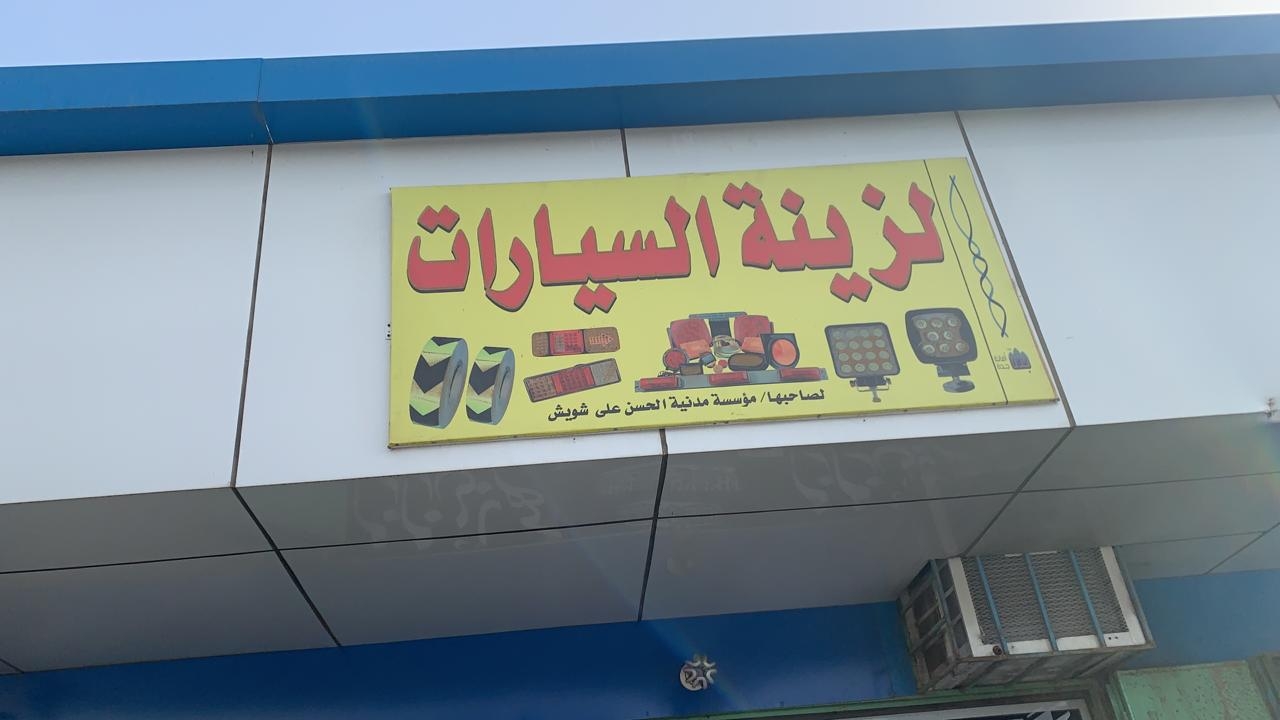 لزينة السيارات
لصاحبها/ مؤسسة مدنية الحسن على شويش